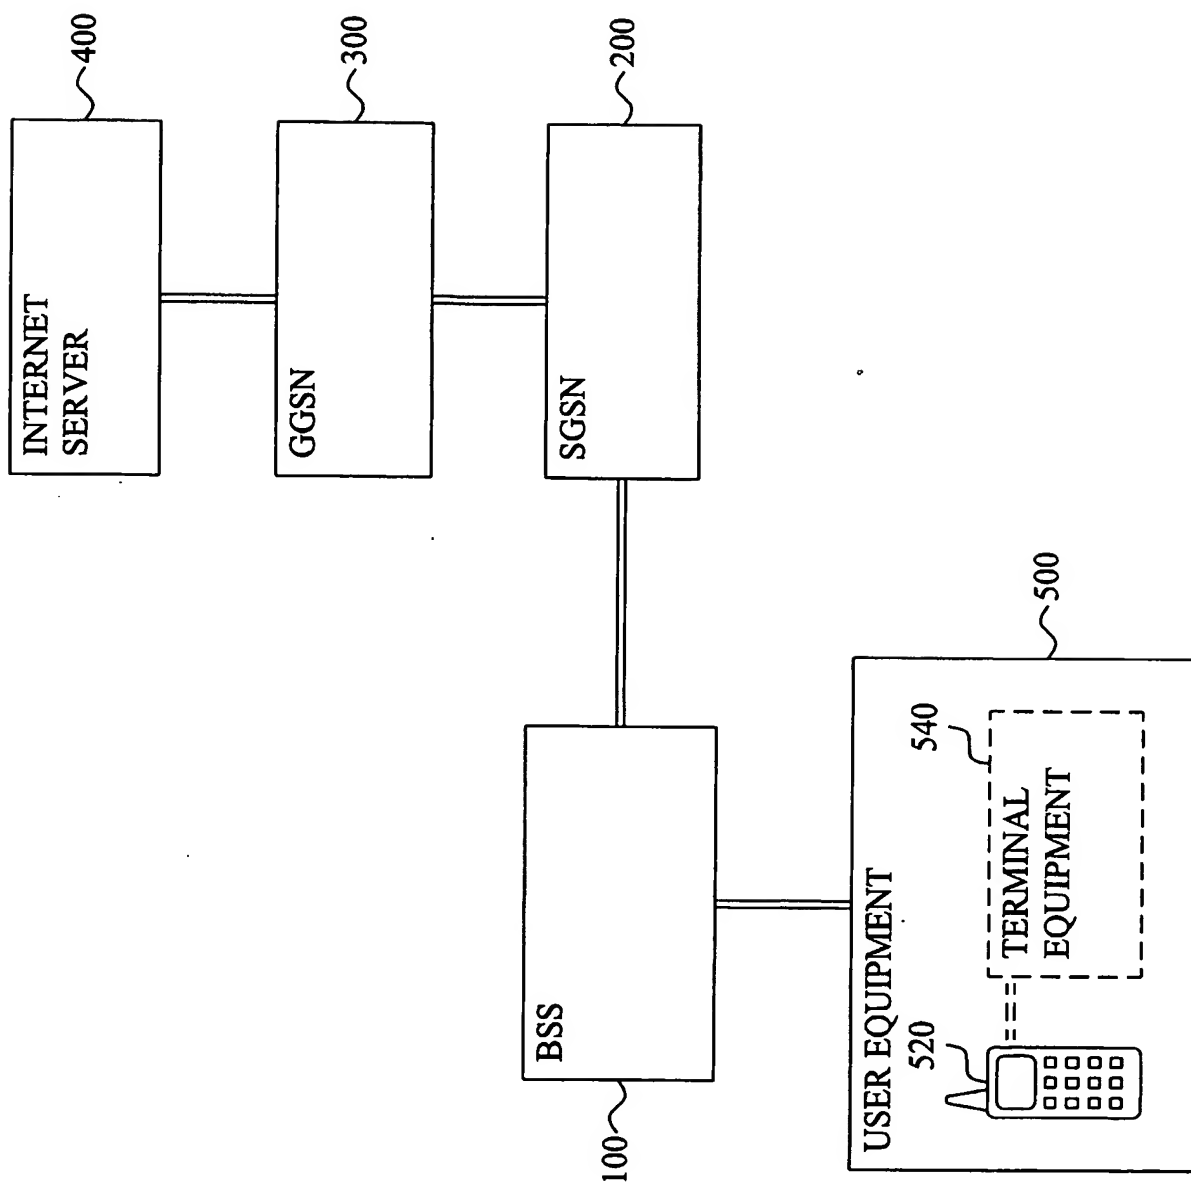 INTERNET
SERVER
400
GGSN
300
SGSN
200
BSS
100
USER EQUIPMENT
500
520
540
TERMINAL
EQUIPMENT